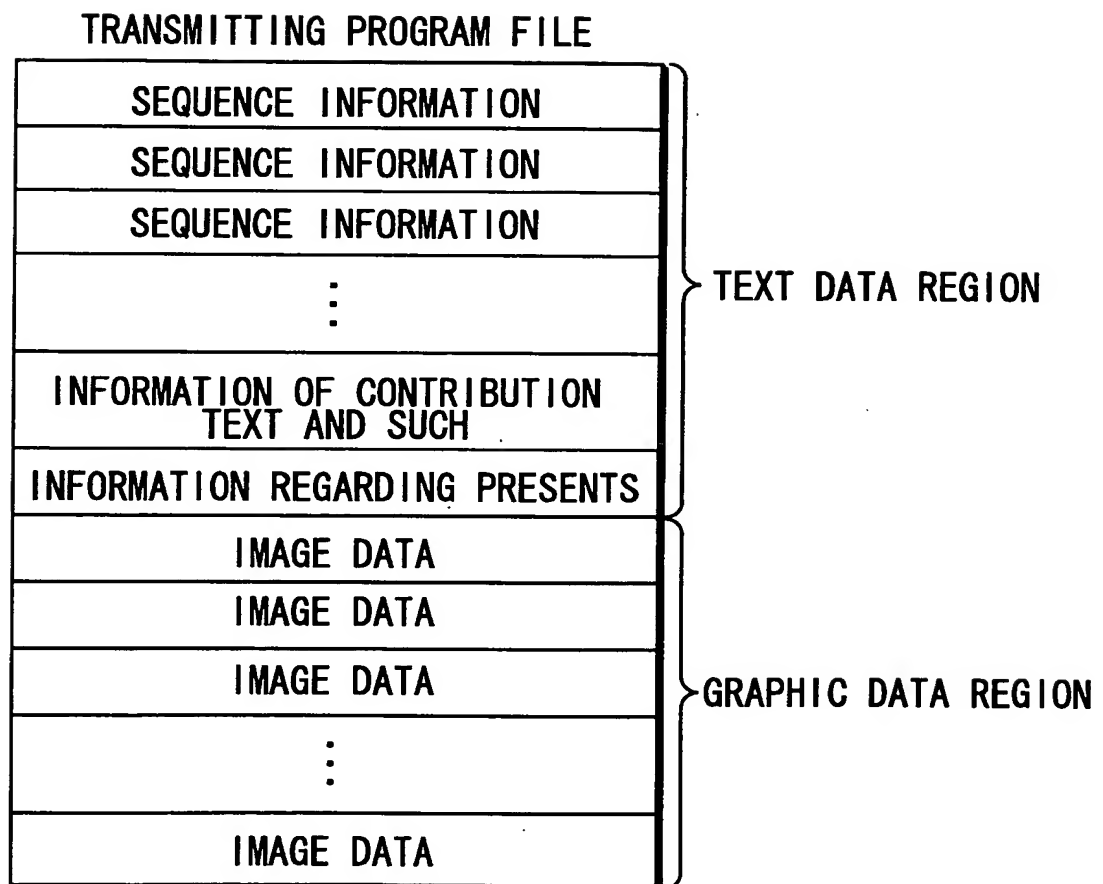 TRANSMITTING PROGRAM FILE
SEQUENCE INFORMATION
SEQUENCE INFORMATION
SEQUENCE INFORMATION
⋮
INFORMATION OF CONTRIBUTION
TEXT AND SUCH
INFORMATION REGARDING PRESENTS
TEXT DATA REGION
IMAGE DATA
IMAGE DATA
IMAGE DATA
⋮
IMAGE DATA
GRAPHIC DATA REGION